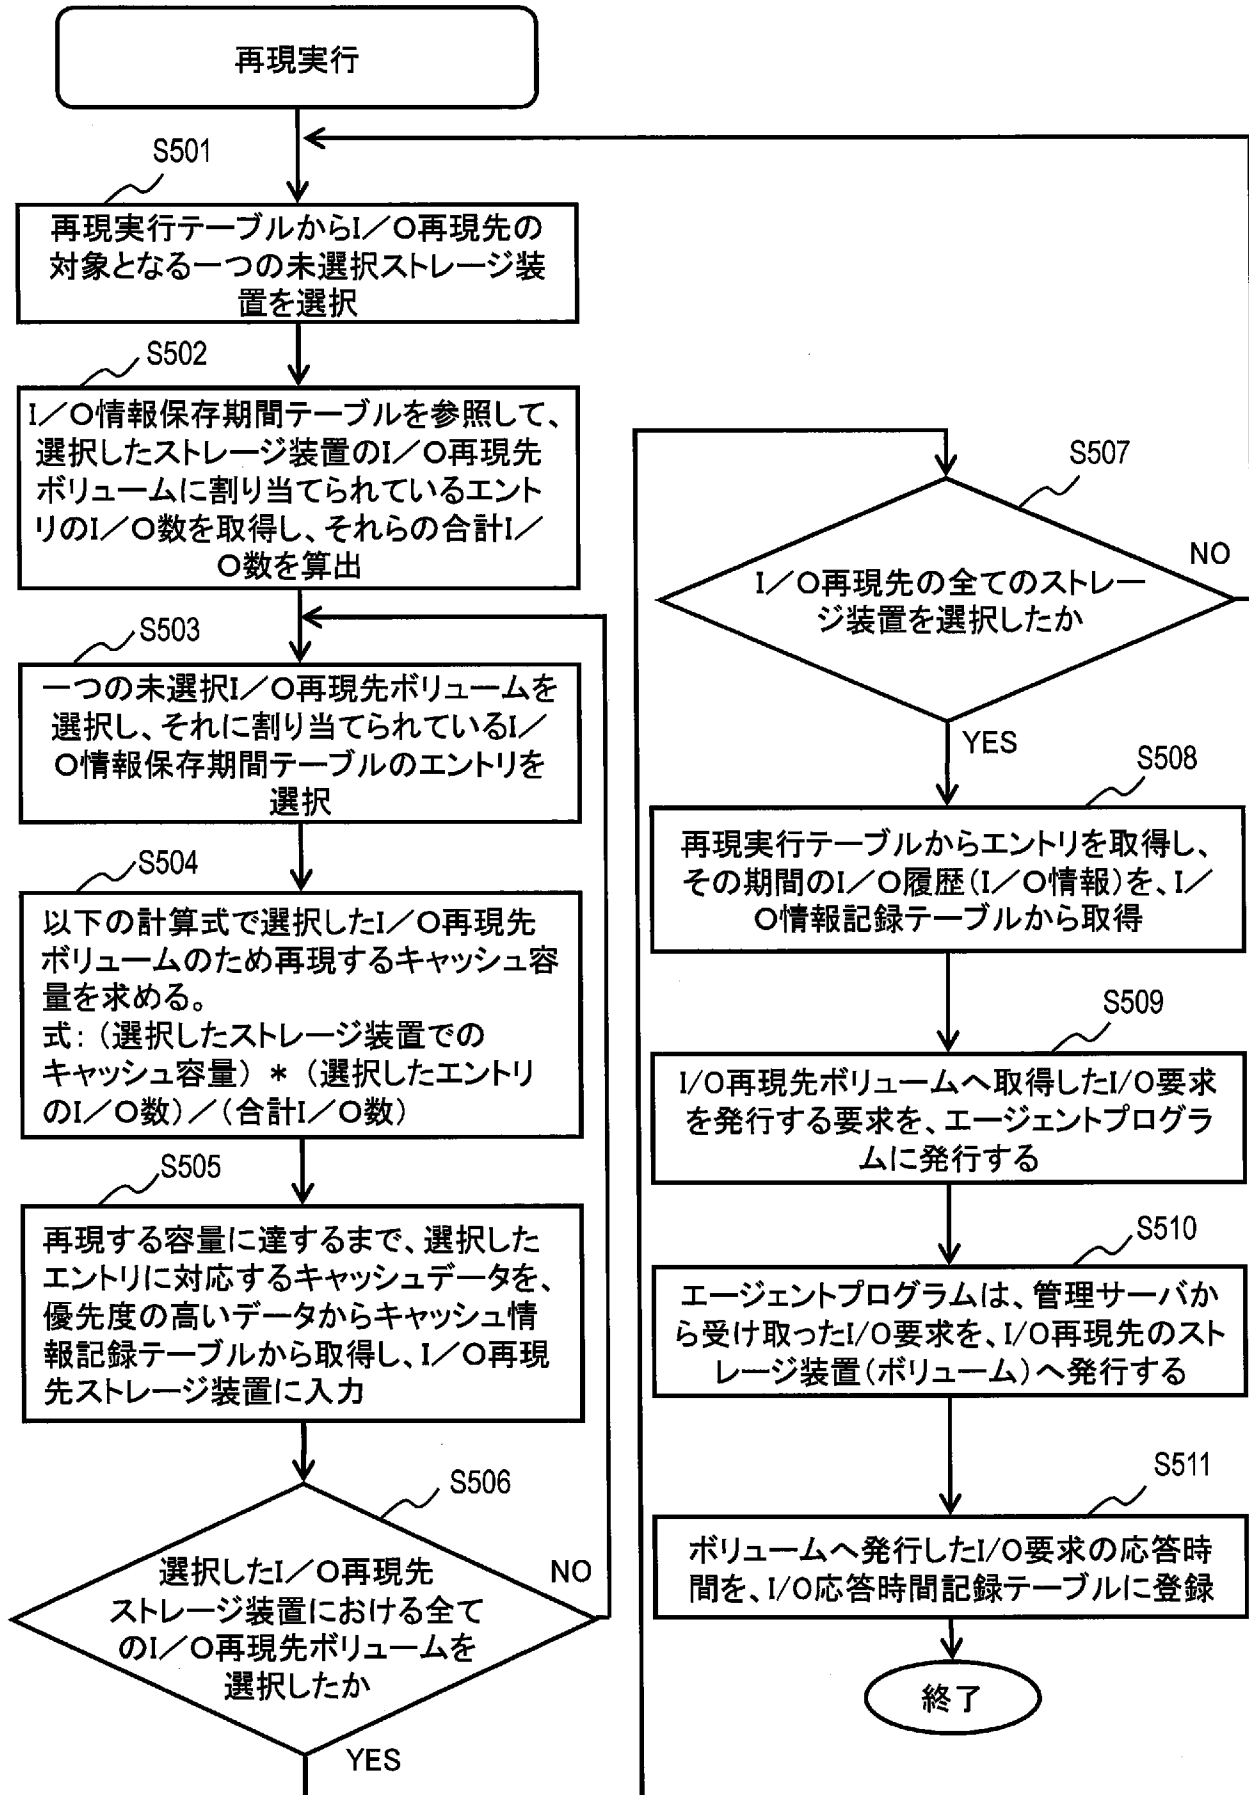 再現実行
S501
再現実行テーブルからI／O再現先の
対象となる一つの未選択ストレージ装
置を選択
S502
I／O情報保存期間テーブルを参照して、
選択したストレージ装置のI／O再現先
ボリュームに割り当てられているエント
リのI／O数を取得し、それらの合計I／
O数を算出
S503
一つの未選択I／O再現先ボリュームを
選択し、それに割り当てられているI／
O情報保存期間テーブルのエントリを
選択
S504
以下の計算式で選択したI／O再現先
ボリュームのため再現するキャッシュ容
量を求める。
式：（選択したストレージ装置での
キャッシュ容量） * （選択したエントリ
のI／O数）／（合計I／O数）
S505
再現する容量に達するまで、選択した
エントリに対応するキャッシュデータを、
優先度の高いデータからキャッシュ情
報記録テーブルから取得し、I／O再現
先ストレージ装置に入力
S506
選択したI／O再現先
ストレージ装置における全て
のI／O再現先ボリュームを
選択したか
NO
YES
S507
I／O再現先の全てのストレー
ジ装置を選択したか
NO
YES
S508
再現実行テーブルからエントリを取得し、
その期間のI／O履歴（I／O情報）を、I／
O情報記録テーブルから取得
S509
I/O再現先ボリュームへ取得したI/O要求
を発行する要求を、エージェントプログラ
ムに発行する
S510
エージェントプログラムは、管理サーバか
ら受け取ったI/O要求を、I/O再現先のスト
レージ装置（ボリューム）へ発行する
S511
ボリュームへ発行したI/O要求の応答時
間を、I/O応答時間記録テーブルに登録
終了